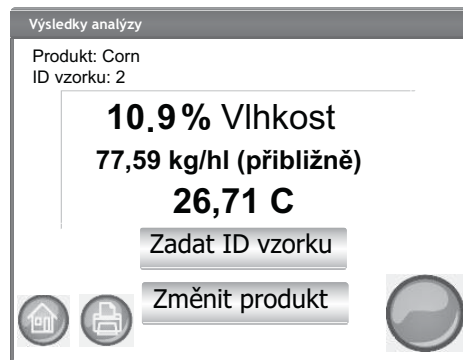 Výsledky analýzy
Produkt: Corn
ID vzorku: 2
10.9% Vlhkost
77,59 kg/hl (přibližně)
26,71 C
Zadat ID vzorku
Změnit produkt